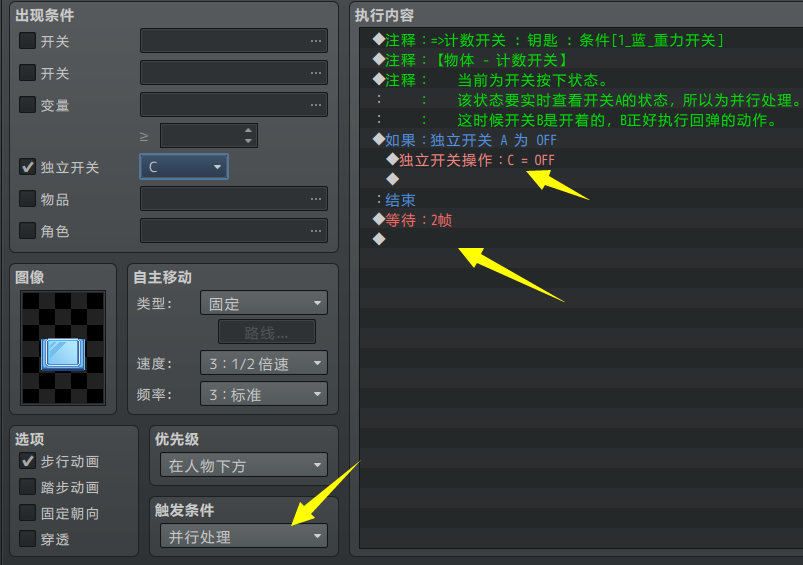 出现条件
开关
开关
变量
≥
独立开关 C
物品
角色
图像
自主移动
类型： 固定
路线...
速度： 3：1/2 倍速
频率： 3：标准
选项
步行动画
踏步动画
固定朝向
穿透
优先级
在人物下方
触发条件
并行处理
执行内容
◆注释：=>计数开关 : 钥匙 : 条件[1_蓝_重力开关]
◆注释：【物体 - 计数开关】
◆注释： 当前为开关按下状态。
： ： 该状态要实时查看开关A的状态，所以为并行处理。
： ： 这时候开关B是开着的，B正好执行回弹的动作。
◆如果：独立开关 A 为 OFF
◆独立开关操作：C = OFF
◆
：结束
◆等待：2帧
◆